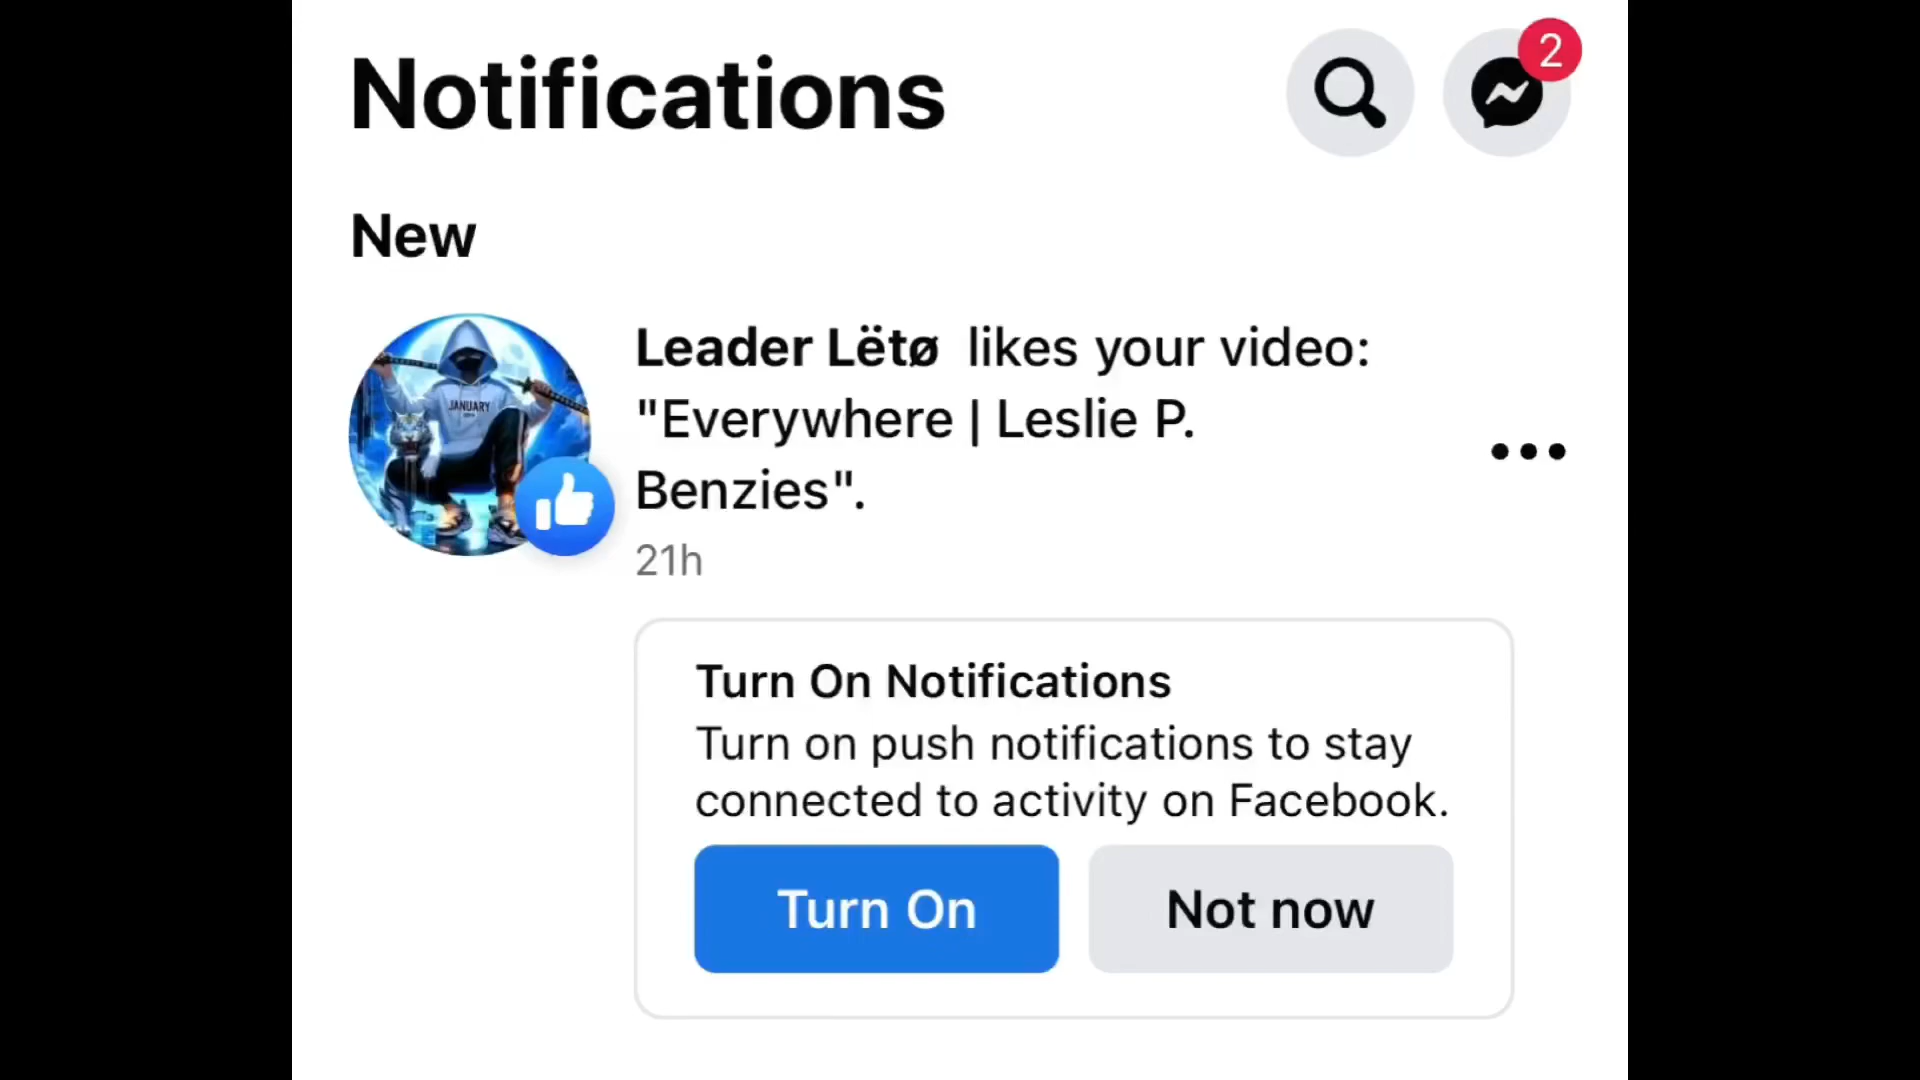 Notifications
2
New
JANUARY
Leader Lëtø likes your video:
"Everywhere | Leslie P.
Benzies".
21h
Turn On Notifications
Turn on push notifications to stay
connected to activity on Facebook.
Turn On
Not now